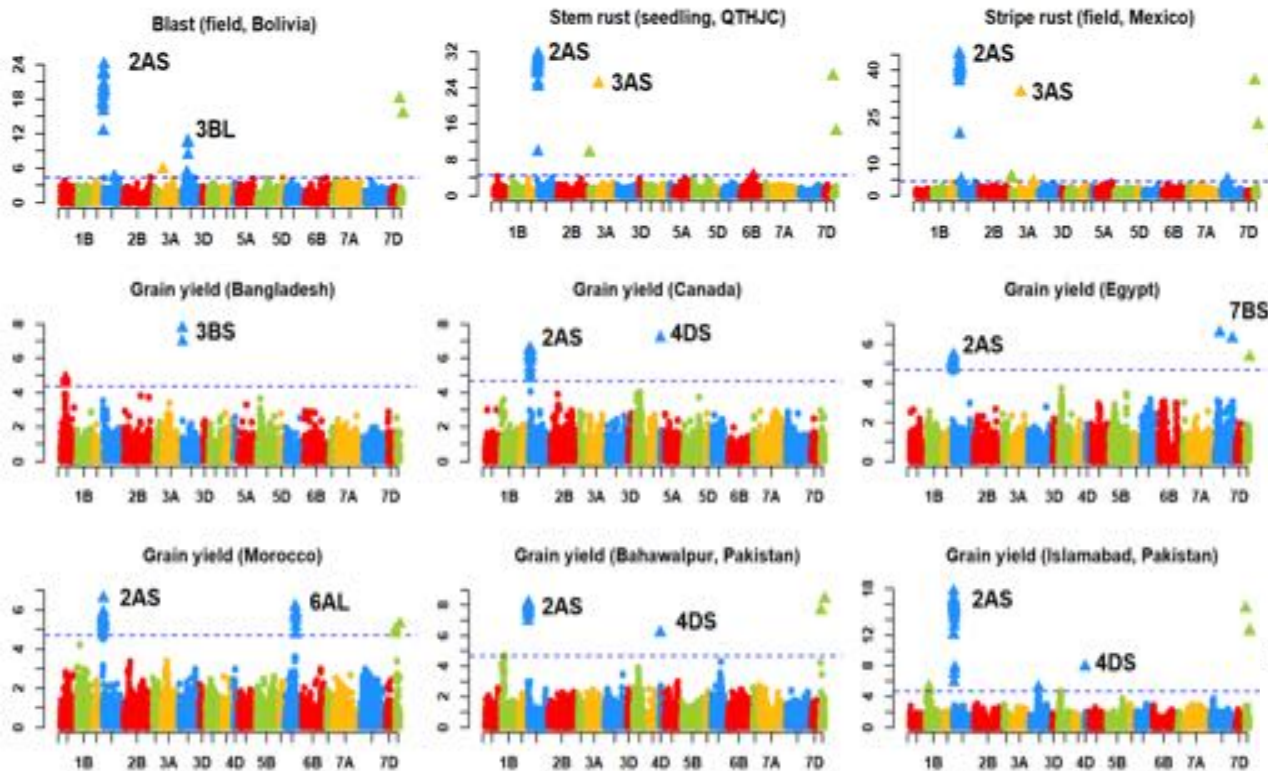 Blast (field, Bolivia)
24
18
12
6
0
2AS
3BL
1B 2B 3A 3D 5A 5D 6B 7A 7D
Stem rust (seedling, QTHJC)
32
24
16
8
0
2AS
3AS
1B 2B 3A 3D 5A 5D 6B 7A 7D
Stripe rust (field, Mexico)
40
25
10
0
2AS
3AS
1B 2B 3A 3D 5A 5D 6B 7A 7D
Grain yield (Bangladesh)
8
6
4
2
0
3BS
1B 2B 3A 3D 5A 5D 6B 7A 7D
Grain yield (Canada)
8
6
4
2
0
2AS
4DS
1B 2B 3A 3D 5A 5D 6B 7A 7D
Grain yield (Egypt)
6
4
2
0
2AS
7BS
1B 2B 3A 3D 4D 5B 6B 7A 7D
Grain yield (Morocco)
6
4
2
0
2AS
6AL
1B 2B 3A 3D 4D 5B 6B 7A 7D
Grain yield (Bahawalpur, Pakistan)
8
6
4
2
0
2AS
4DS
1B 2B 3A 3D 4D 5B 6B 7A 7D
Grain yield (Islamabad, Pakistan)
18
12
8
4
0
2AS
4DS
1B 2B 3A 3D 4D 5B 6B 7A 7D